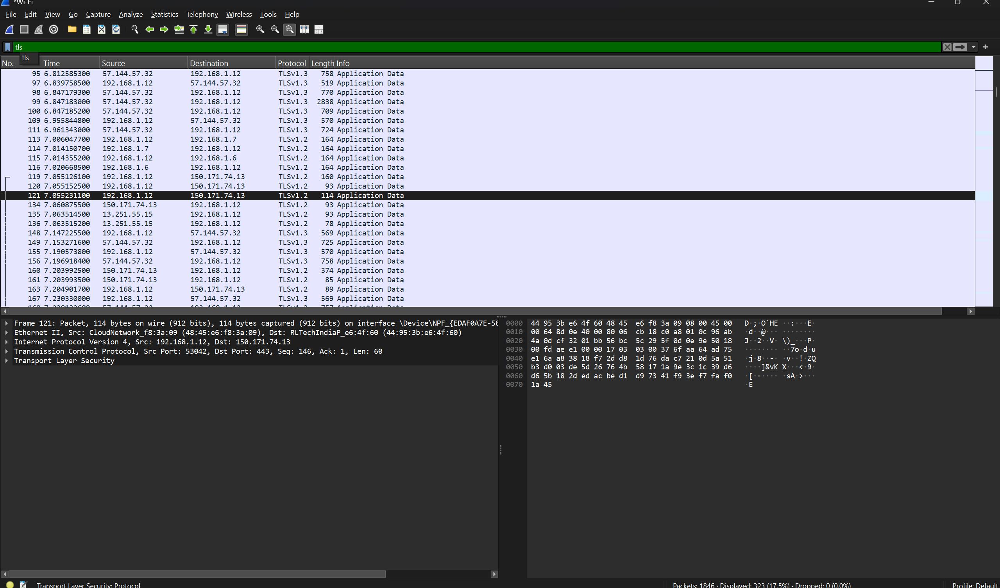 *Wi-Fi
File Edit View Go Capture Analyze Statistics Telephony Wireless Tools Help
tls
tls
No. Time Source Destination Protocol Length Info
95 6.812585300 57.144.57.32 192.168.1.12 TLSv1.3 758 Application Data
97 6.839758500 192.168.1.12 57.144.57.32 TLSv1.3 519 Application Data
98 6.847179300 57.144.57.32 192.168.1.12 TLSv1.3 770 Application Data
99 6.847183000 57.144.57.32 192.168.1.12 TLSv1.3 2838 Application Data
100 6.847185200 57.144.57.32 192.168.1.12 TLSv1.3 709 Application Data
109 6.955844800 192.168.1.12 57.144.57.32 TLSv1.3 570 Application Data
111 6.961343000 57.144.57.32 192.168.1.12 TLSv1.3 724 Application Data
113 7.006047700 192.168.1.12 192.168.1.7 TLSv1.2 164 Application Data
114 7.014150700 192.168.1.7 192.168.1.12 TLSv1.2 164 Application Data
115 7.014355200 192.168.1.12 192.168.1.6 TLSv1.2 164 Application Data
116 7.020668500 192.168.1.6 192.168.1.12 TLSv1.2 164 Application Data
119 7.055126100 192.168.1.12 150.171.74.13 TLSv1.2 160 Application Data
120 7.055152500 192.168.1.12 150.171.74.13 TLSv1.2 93 Application Data
121 7.055231100 192.168.1.12 150.171.74.13 TLSv1.2 114 Application Data
134 7.060875500 150.171.74.13 192.168.1.12 TLSv1.2 93 Application Data
135 7.063514500 13.251.55.15 192.168.1.12 TLSv1.2 93 Application Data
136 7.063515200 13.251.55.15 192.168.1.12 TLSv1.2 78 Application Data
148 7.147225500 192.168.1.12 57.144.57.32 TLSv1.3 569 Application Data
149 7.153271600 57.144.57.32 192.168.1.12 TLSv1.3 725 Application Data
155 7.190573800 192.168.1.12 57.144.57.32 TLSv1.3 570 Application Data
156 7.196918400 57.144.57.32 192.168.1.12 TLSv1.3 758 Application Data
160 7.203992500 150.171.74.13 192.168.1.12 TLSv1.2 374 Application Data
161 7.203993500 150.171.74.13 192.168.1.12 TLSv1.2 85 Application Data
163 7.204901700 192.168.1.12 150.171.74.13 TLSv1.2 89 Application Data
167 7.230330000 192.168.1.12 57.144.57.32 TLSv1.3 569 Application Data
Frame 121: Packet, 114 bytes on wire (912 bits), 114 bytes captured (912 bits) on interface \Device\NPF_{EDAF0A7E-58
Ethernet II, Src: CloudNetwork_f8:3a:09 (48:45:e6:f8:3a:09), Dst: RLTechIndiaP_e6:4f:60 (44:95:3b:e6:4f:60)
Internet Protocol Version 4, Src: 192.168.1.12, Dst: 150.171.74.13
Transmission Control Protocol, Src Port: 53042, Dst Port: 443, Seq: 146, Ack: 1, Len: 60
Transport Layer Security
0000 44 95 3b e6 4f 60 48 45 e6 f8 3a 09 08 00 45 00 D·;·O`HE ··:···E·
0010 00 64 8d 0e 40 00 80 06 cb 18 c0 a8 01 0c 96 ab ·d··@··· ········
0020 4a 0d cf 32 01 bb 56 bc 5c 29 5f 0d 0e 9e 50 18 J··2··V· \)_···P·
0030 00 fd ae e1 00 00 17 03 03 00 37 6f aa 64 ad 75 ········ ··7o·d·u
0040 e1 6a a8 38 18 f7 2d d8 1d 76 da c7 21 0d 5a 51 ·j·8··-· ·v··!·ZQ
0050 b3 d0 03 de 5d 26 76 4b 58 17 1a 9e 3c 1c 39 d6 ····]&vK X···<·9·
0060 d6 5b 18 2d ed ac be d1 d9 73 41 f9 3e f7 fa f0 ·[·-···· ·sA·>···
0070 1a 45 ·E
Transport Layer Security: Protocol
Packets: 1846 · Displayed: 323 (17.5%) · Dropped: 0 (0.0%)
Profile: Default